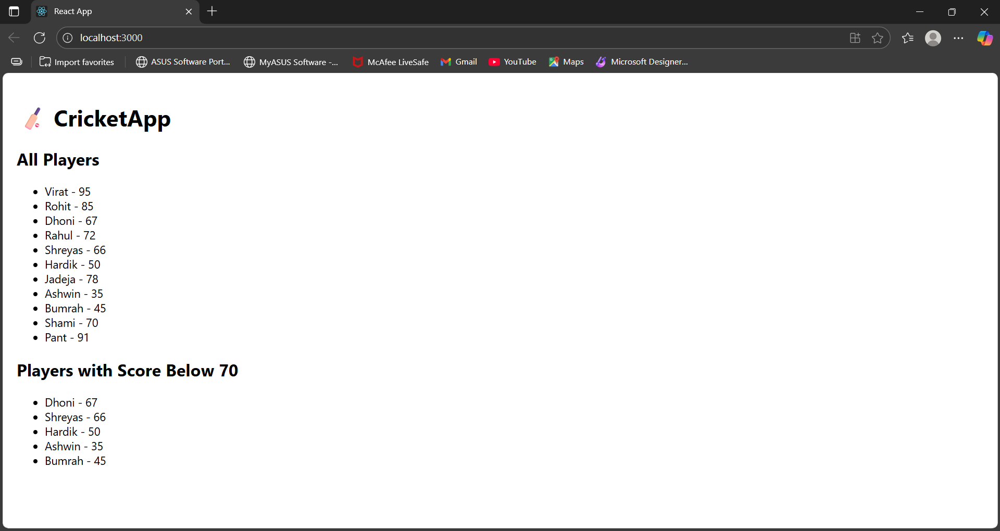 React App
localhost:3000
Import favorites
ASUS Software Port...
MyASUS Software -...
McAfee LiveSafe
Gmail
YouTube
Maps
Microsoft Designer...
CricketApp
All Players
• Virat - 95
• Rohit - 85
• Dhoni - 67
• Rahul - 72
• Shreyas - 66
• Hardik - 50
• Jadeja - 78
• Ashwin - 35
• Bumrah - 45
• Shami - 70
• Pant - 91
Players with Score Below 70
• Dhoni - 67
• Shreyas - 66
• Hardik - 50
• Ashwin - 35
• Bumrah - 45